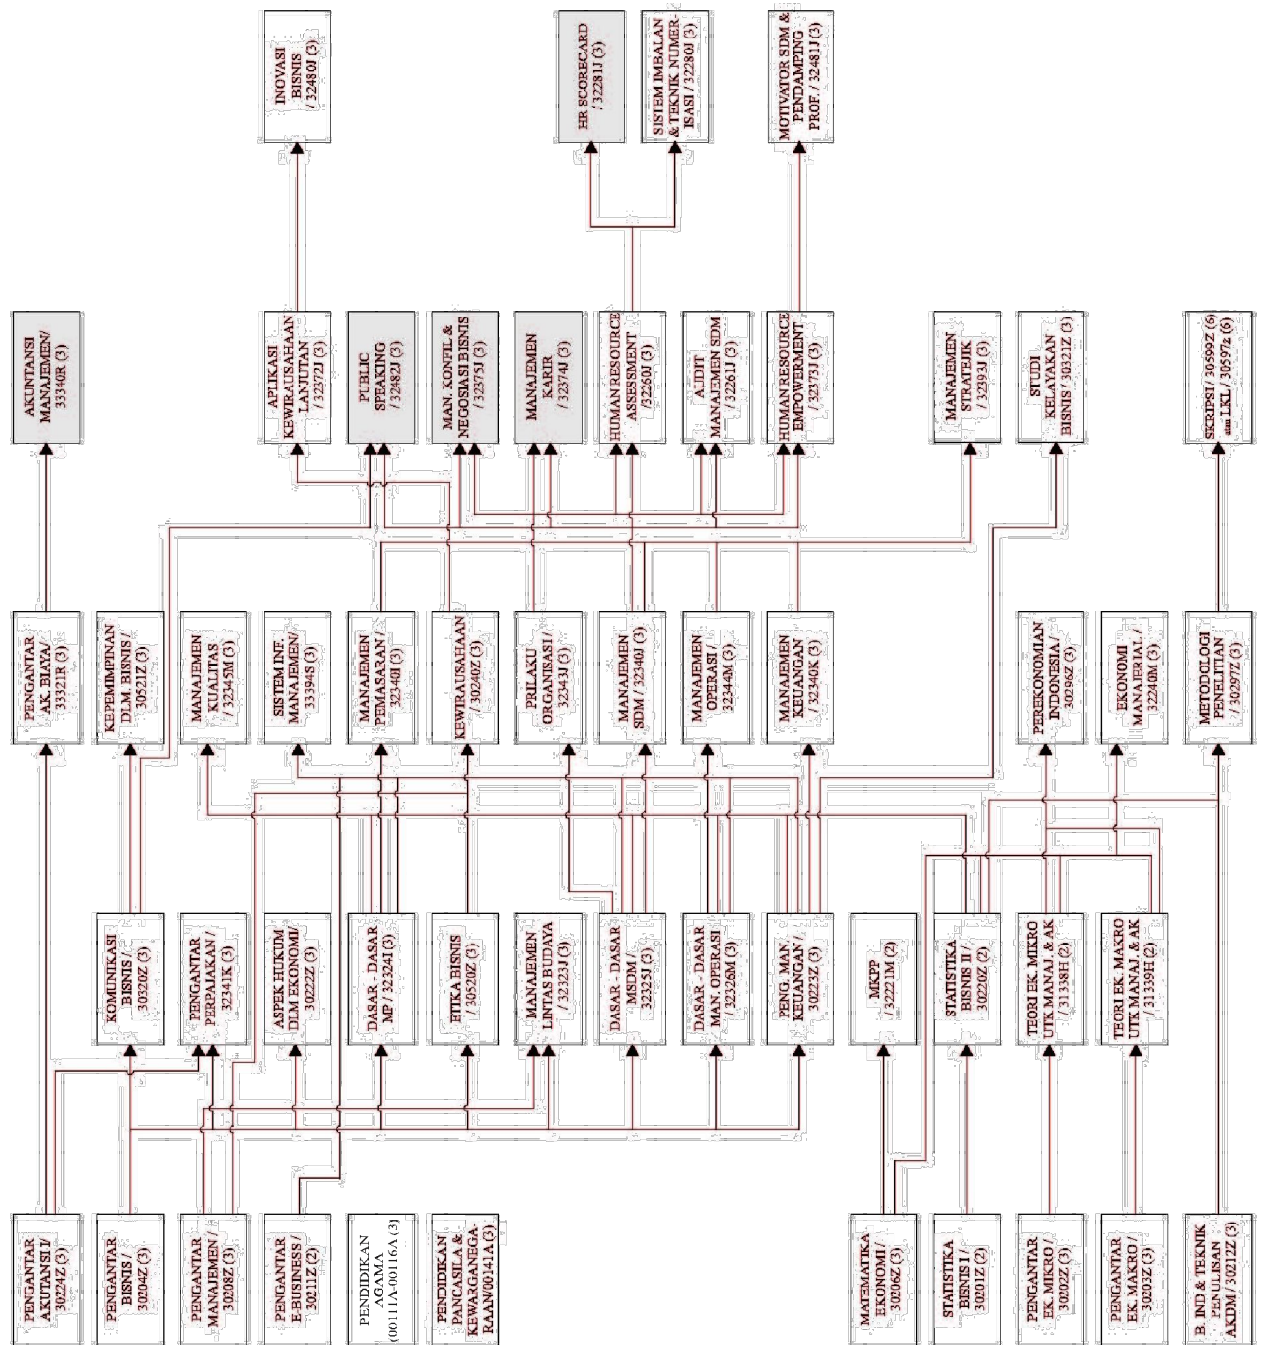 INOVASI
BISNIS
/ 32480J (3)
HR SCORECARD
/ 32281J (3)
SISTEM IMBALAN
& TEKNIK NUMER-
ISASI / 32280J (3)
MOTIVATOR SDM &
PENDAMPING
PROF. / 32481J (3)
AKUNTANSI
MANAJEMEN/
33340R (3)
APLIKASI
KEWIRAUSAHAAN
LANJUTAN
/ 32372J (3)
PUBLIC
SPEAKING
/ 32482J (3)
MAN. KONFIL &
NEGOSIASI BISNIS
/ 32375J (3)
MANAJEMEN
KARIR
/ 32374J (3)
HUMAN RESOURCE
ASSESSMENT
/32260J (3)
AUDIT
MANAJEMEN SDM
/ 32261J (3)
HUMAN RESOURCE
EMPOWERMENT
/ 32373J (3)
MANAJEMEN
STRATEJIK
/ 32393J (3)
STUDI
KELAYAKAN
BISNIS / 30321Z (3)
SKRIPSI / 30599Z (6)
atau LKL / 30597z (6)
PENGANTAR
AK. BIAYA/
33321R (3)
KEPEMIMPINAN
DLM. BISNIS /
30521Z (3)
MANAJEMEN
KUALITAS
/ 32345M (3)
SISTEMINF.
MANAJEMEN/
33394S (3)
MANAJEMEN
PEMASARAN /
32340I (3)
KEWIRAUSAHAAN
/ 30240Z (3)
PRILAKU
ORGANISASI /
32343J (3)
MANAJEMEN
SDM / 32340J (3)
MANAJEMEN
OPERASI /
32344M (3)
MANAJEMEN
KEUANGAN
/ 32340K (3)
PEREKONOMIAN
INDONESIA /
30296Z (3)
EKONOMI
MANAJERIAL /
32240M (3)
METODOLOGI
PENELITIAN
/ 30297Z (3)
KOMUNIKASI
BISNIS /
30320Z (3)
PENGANTAR
PERPAJAKAN /
32341K (3)
ASPEK HUKUM
DLM EKONOMI/
30222Z (3)
DASAR - DASAR
MP / 32324I (3)
ETIKA BISNIS
/ 30520Z (3)
MANAJEMEN
LINTAS BUDAYA
/ 32323J (3)
DASAR - DASAR
MSDM /
32325J (3)
DASAR - DASAR
MAN. OPERASI
/ 32326M (3)
PENG. MAN.
KEUANGAN /
30223Z (3)
MKPP
/ 32221M (2)
STATISTIKA
BISNIS II /
30220Z (2)
TEORI EK. MIKRO
UTK MANAJ. & AK
/ 31338H (2)
TEORI EK. MAKRO
UTK MANAJ. & AK
/ 31339H (2)
PENGANTAR
AKUTANSI I/
30224Z (3)
PENGANTAR
BISNIS /
30204Z (3)
PENGANTAR
MANAJEMEN /
30208Z (3)
PENGANTAR
E-BUSINESS /
30211Z (2)
PENDIDIKAN
AGAMA
(00111A-00116A (3)
PENDIDIKAN
PANCASILA &
KEWARGANEGA-
RAAN/00141A (3)
MATEMATIKA
EKONOMI /
30206Z (3)
STATISTIKA
BISNIS I /
30201Z (2)
PENGANTAR
EK. MIKRO /
30202Z (3)
PENGANTAR
EK. MAKRO /
30203Z (3)
B. IND & TEKNIK
PENULISAN
AKDM / 30212Z (3)